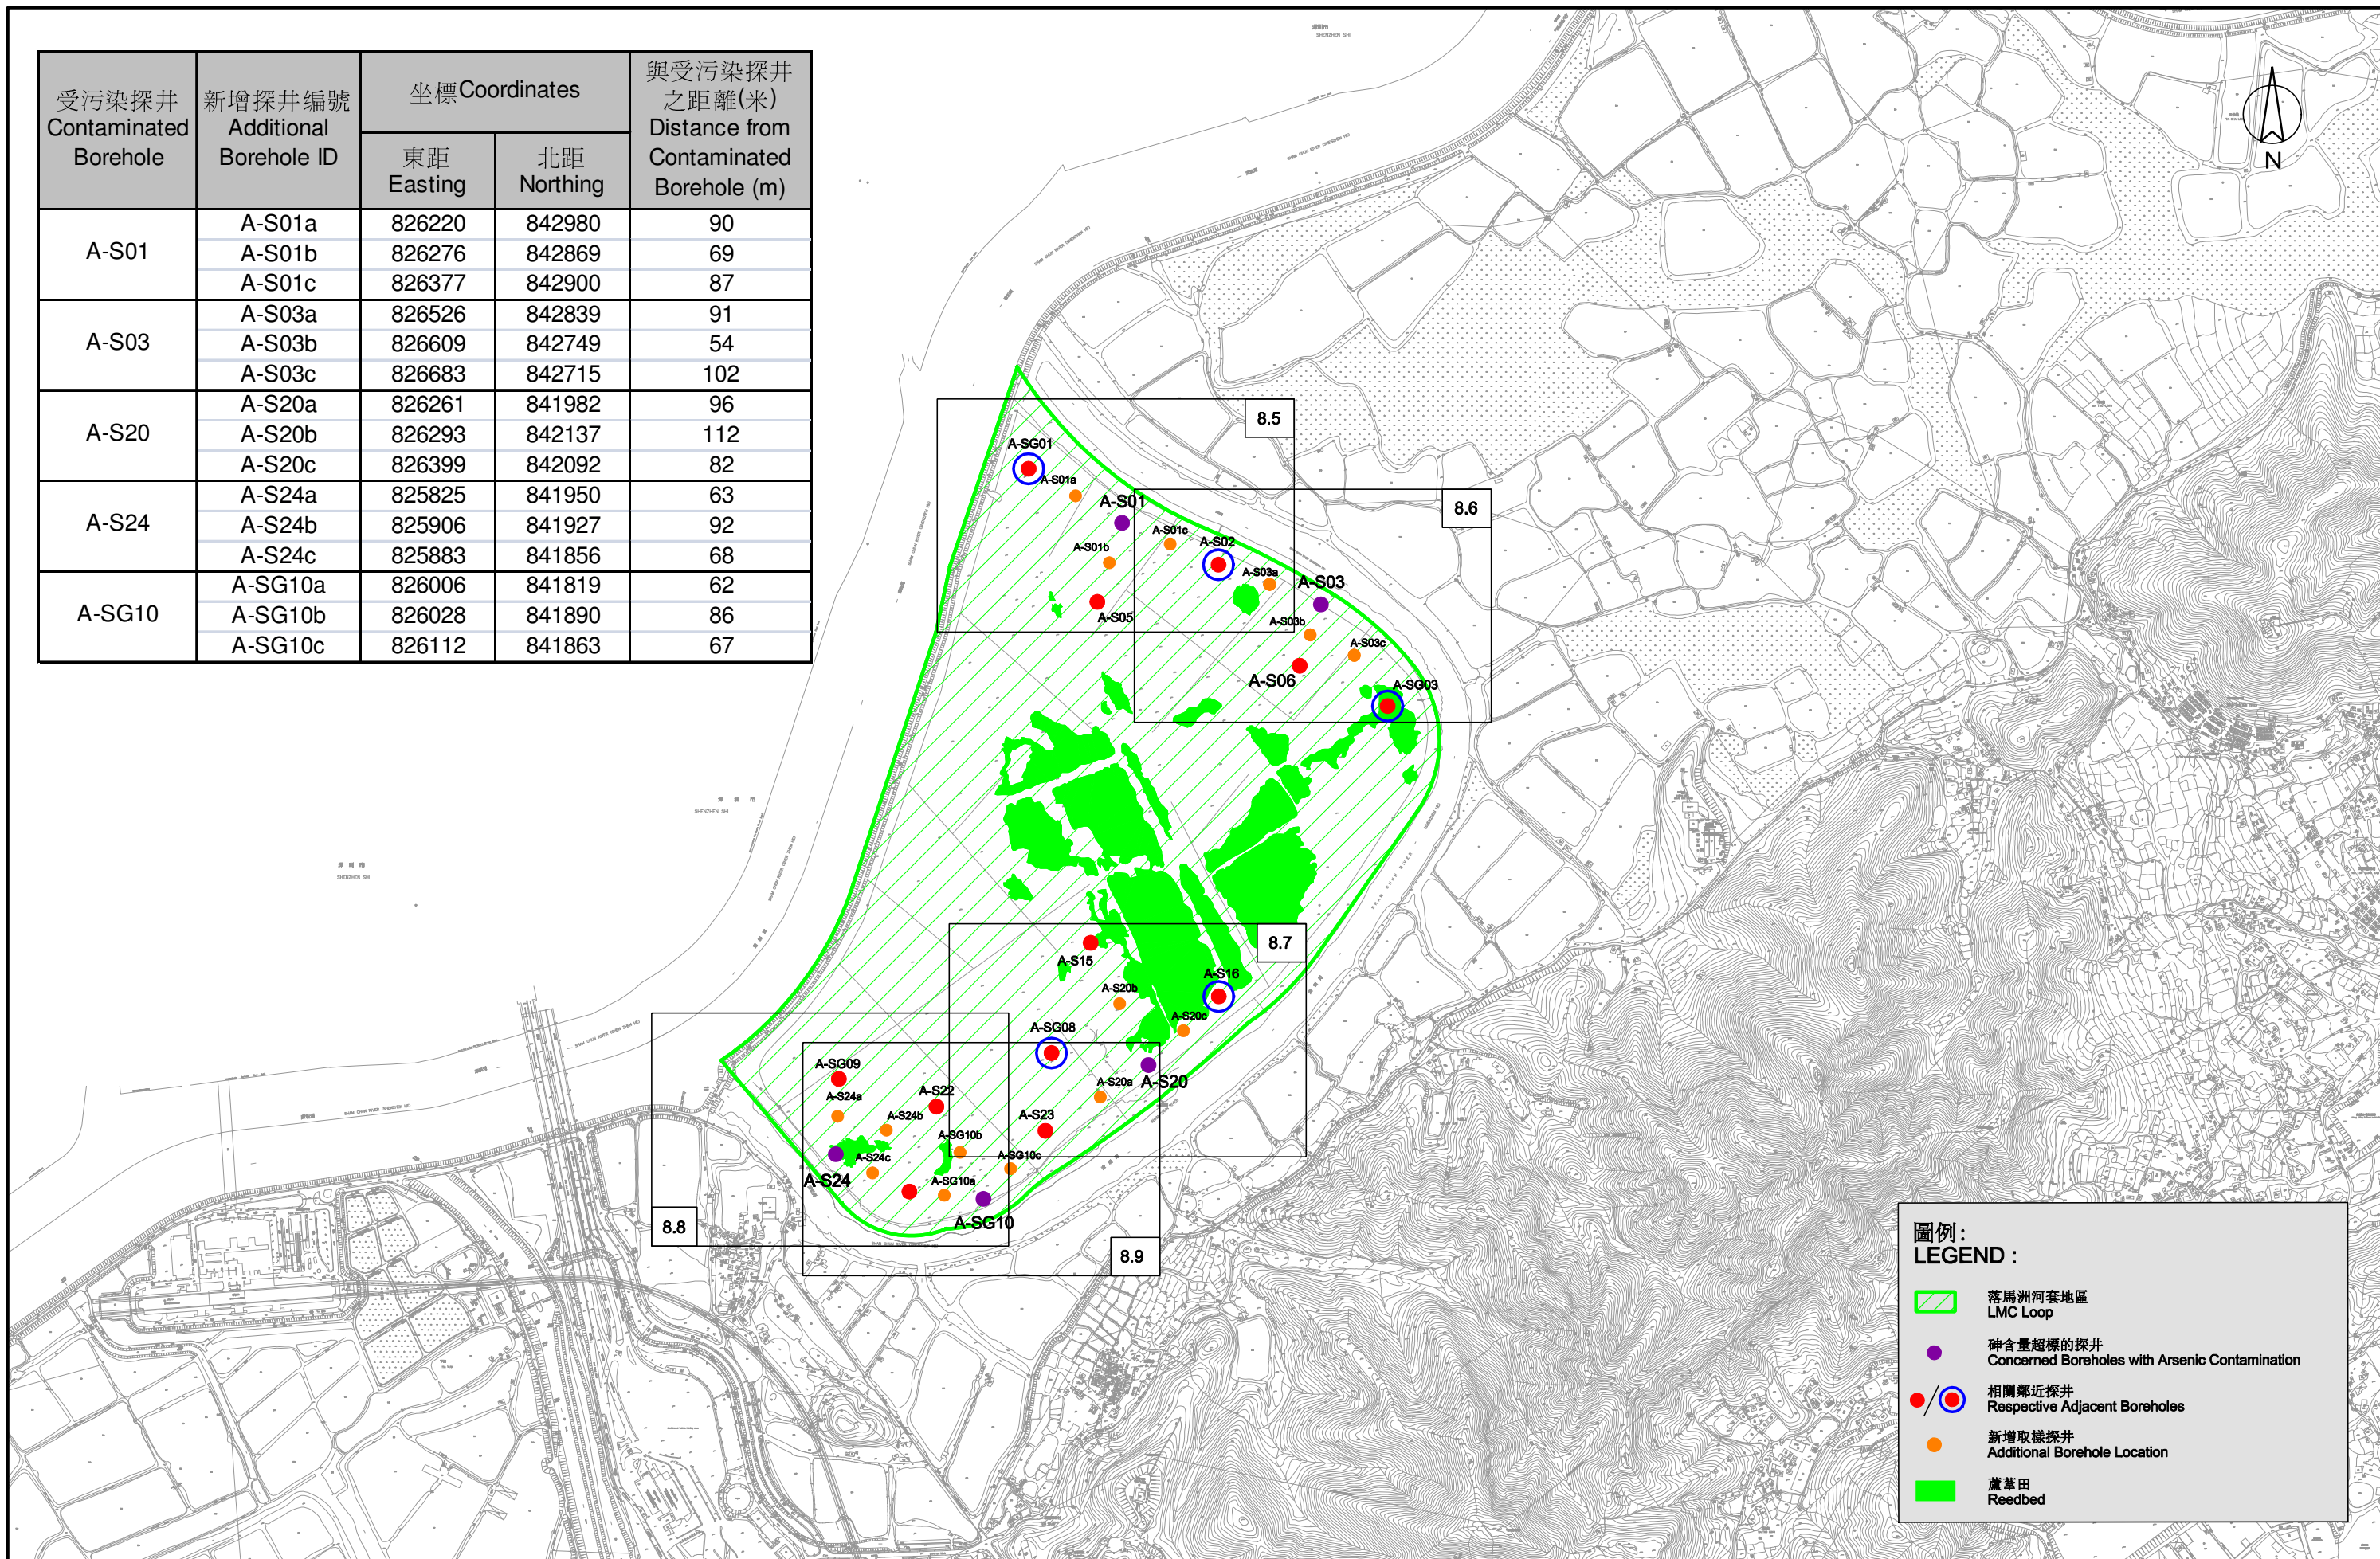 受污染探井
Contaminated
Borehole
新增探井编號
Additional
Borehole ID
坐標Coordinates
東距
Easting
北距
Northing
與受污染探井
之距離(米)
Distance from
Contaminated
Borehole (m)
A-S01
A-S01a 826220 842980 90
A-S01b 826276 842869 69
A-S01c 826377 842900 87
A-S03
A-S03a 826526 842839 91
A-S03b 826609 842749 54
A-S03c 826683 842715 102
A-S20
A-S20a 826261 841982 96
A-S20b 826293 842137 112
A-S20c 826399 842092 82
A-S24
A-S24a 825825 841950 63
A-S24b 825906 841927 92
A-S24c 825883 841856 68
A-SG10
A-SG10a 826006 841819 62
A-SG10b 826028 841890 86
A-SG10c 826112 841863 67
SHENZHEN SHI
N
8.5
A-SG01
A-S01a
A-S01
8.6
A-S01c
A-S02
A-S01b
A-S03a
A-S03
A-S05
A-S03b
A-S03c
A-S06
A-SG03
SHENZHEN SHI
SHENZHEN SHI
8.7
A-S15
A-S16
A-S20b
A-S20c
A-SG08
A-SG09
A-S20a
A-S20
A-S24a
A-S22
A-S24b
A-S23
A-SG10b
A-S24c
A-SG10c
A-S24
A-SG10a
A-SG10
8.8
8.9
圖例:
LEGEND :
落馬洲河套地區
LMC Loop
砷含量超標的探井
Concerned Boreholes with Arsenic Contamination
相關鄰近探井
Respective Adjacent Boreholes
新增取樣探井
Additional Borehole Location
蘆葦田
Reedbed